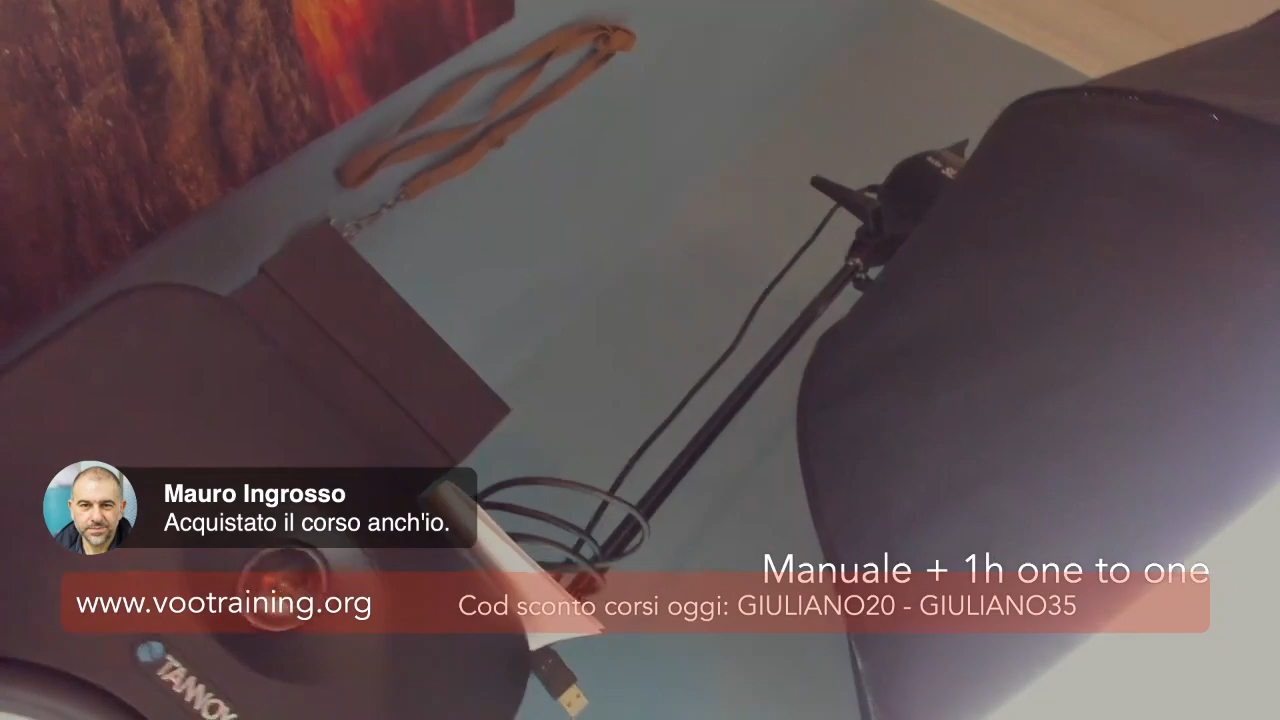 Mauro Ingrosso
Acquistato il corso anch'io.
Manuale + 1h one to one
www.vootraining.org
Cod sconto corsi oggi: GIULIANO20 - GIULIANO35
TANNOY